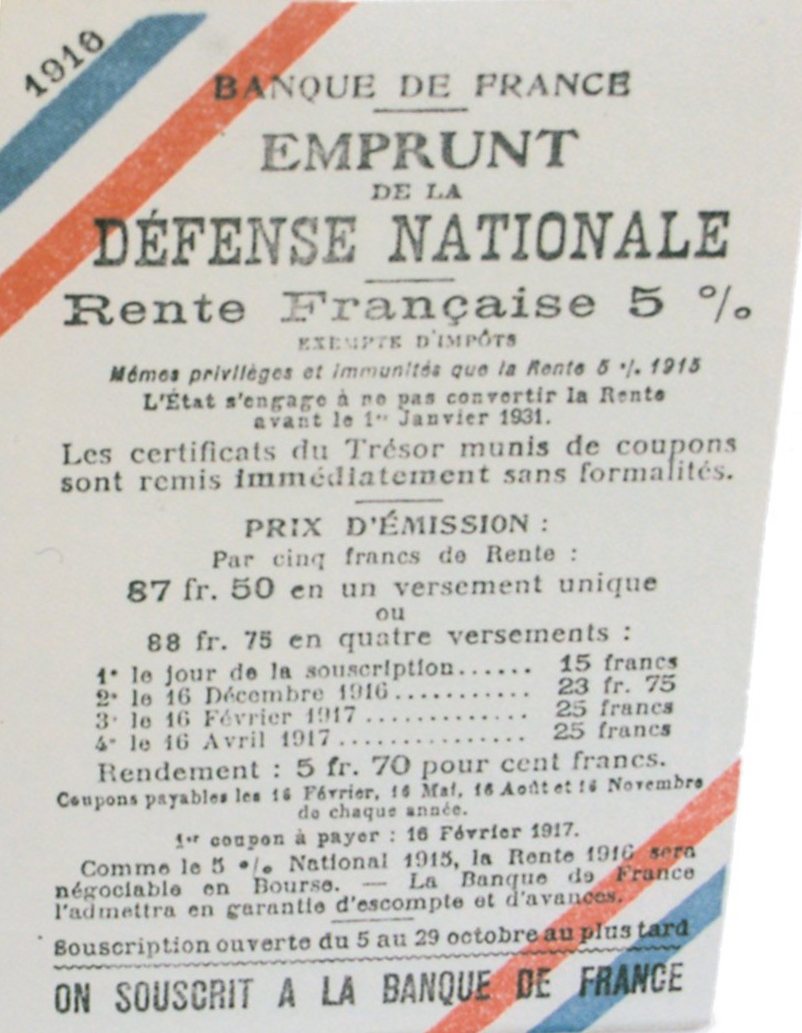 1916
BANQUE DE FRANCE
EMPRUNT
DE LA
DÉFENSE NATIONALE
Rente Française 5 %
EXEMPTE D'IMPÔTS
Mêmes privilèges et immunités que la Rente 5 % 1915
L'État s'engage à ne pas convertir la Rente
avant le 1er Janvier 1931.
Les certificats du Trésor munis de coupons
sont remis immédiatement sans formalités.
PRIX D'ÉMISSION :
Par cinq francs de Rente :
87 fr. 50 en un versement unique
ou
88 fr. 75 en quatre versements :
1° le jour de la souscription...... 15 francs
2° le 16 Décembre 1916........... 23 fr. 75
3° le 16 Février 1917............. 25 francs
4° le 16 Avril 1917............... 25 francs
Rendement : 5 fr. 70 pour cent francs.
Coupons payables les 16 Février, 16 Mai, 16 Août et 16 Novembre
de chaque année.
1er coupon à payer : 16 Février 1917.
Comme le 5 % National 1915, la Rente 1916 sera
négociable en Bourse. — La Banque de France
l'admettra en garantie d'escompte et d'avances.
Souscription ouverte du 5 au 29 octobre au plus tard
ON SOUSCRIT A LA BANQUE DE FRANCE